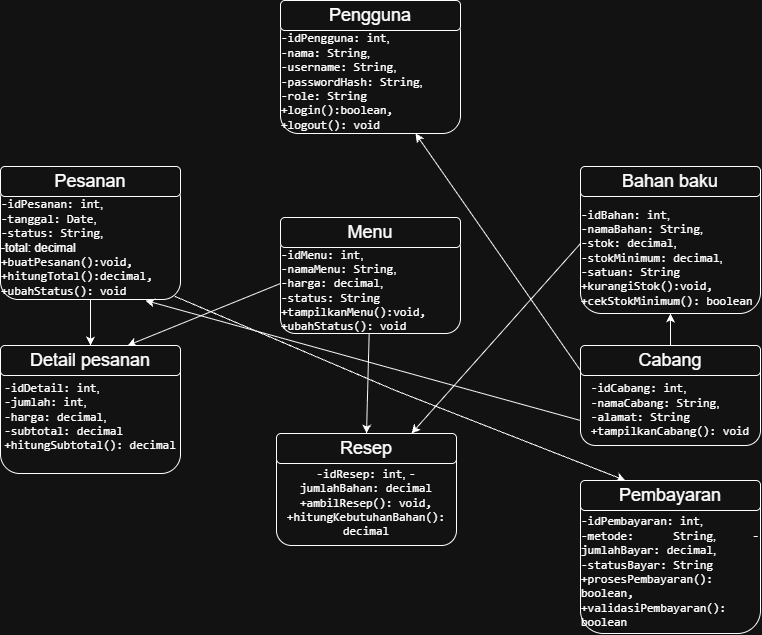 Pengguna
-idPengguna: int,
-nama: String,
-username: String,
-passwordHash: String,
-role: String
+login():boolean,
+logout(): void
Pesanan
-idPesanan: int,
-tanggal: Date,
-status: String,
-total: decimal
+buatPesanan():void,
+hitungTotal():decimal,
+ubahStatus(): void
Menu
-idMenu: int,
-namaMenu: String,
-harga: decimal,
-status: String
+tampilkanMenu():void,
+ubahStatus(): void
Bahan baku
-idBahan: int,
-namaBahan: String,
-stok: decimal,
-stokMinimum: decimal,
-satuan: String
+kurangiStok():void,
+cekStokMinimum(): boolean
Detail pesanan
-idDetail: int,
-jumlah: int,
-harga: decimal,
-subtotal: decimal
+hitungSubtotal(): decimal
Cabang
-idCabang: int,
-namaCabang: String,
-alamat: String
+tampilkanCabang(): void
Resep
-idResep: int, -
jumlahBahan: decimal
+ambilResep(): void,
+hitungKebutuhanBahan():
decimal
Pembayaran
-idPembayaran: int,
-metode: String, -
jumlahBayar: decimal,
-statusBayar: String
+prosesPembayaran():
boolean,
+validasiPembayaran():
boolean